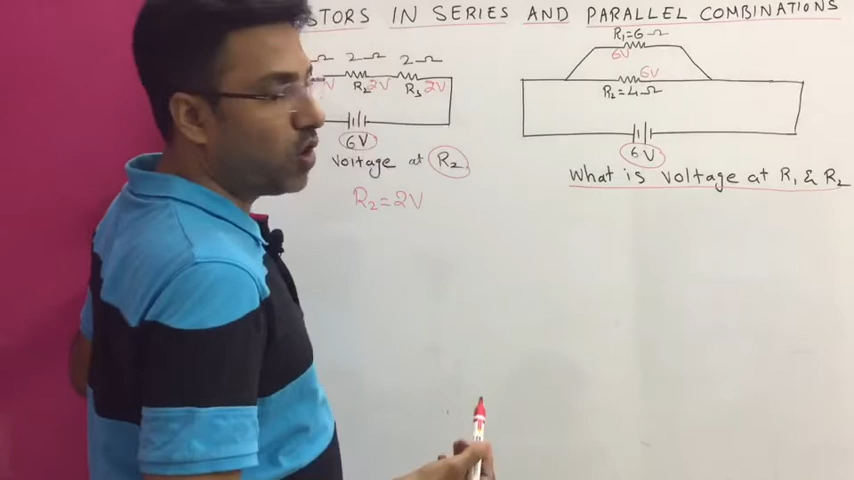 STORS IN SERIES AND PARALLEL COMBINATIONS
Ω 2Ω 2Ω
V R₂ 2V R₃ 2V
6V
voltage at R₂
R₂=2V
R₁=6Ω
6V
6V
R₂=4Ω
6V
What is voltage at R₁ & R₂